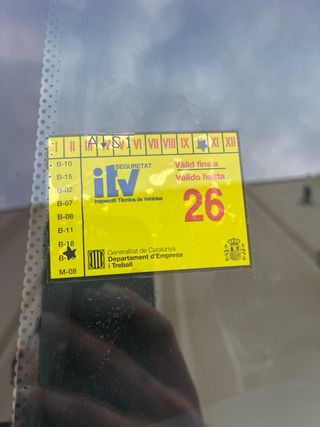 I II III IV V VI VII VIII IX XI XII
SEGURETAT
itv
Inspecció Tècnica de Vehicles
Vàlid fins a
Válido hasta
26
B-10
B-15
B-02
B-07
B-08
B-11
B-18
M-08
Generalitat de Catalunya
Departament d'Empresa
i Treball